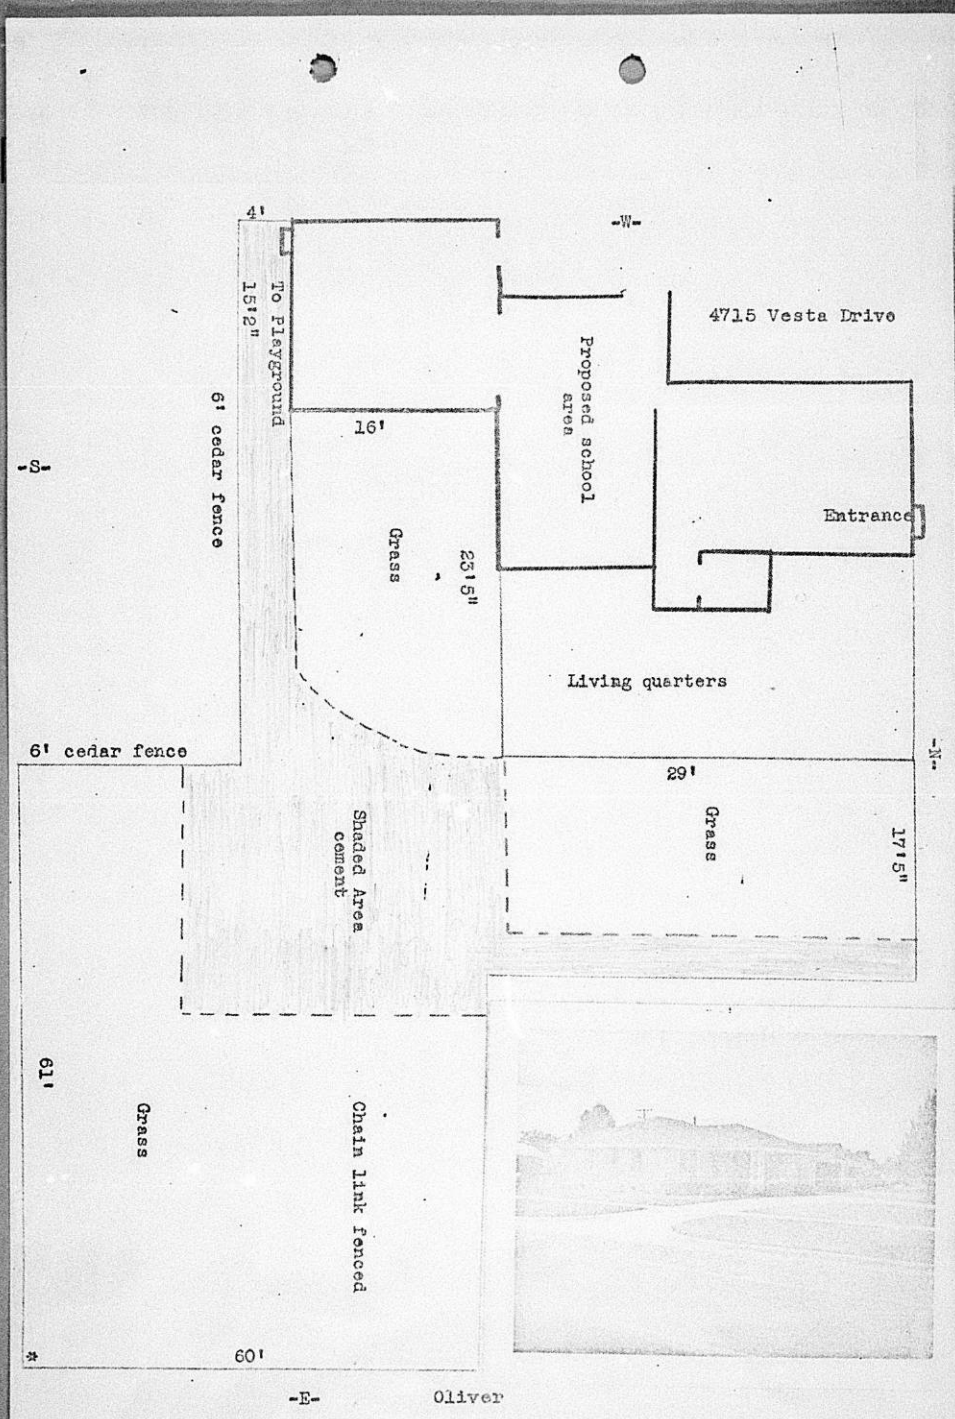 4'
-W-
4715 Vesta Drive
To Playground
15'2"
Proposed school
area
6' cedar fence
16'
-S-
Entrance
Grass
23'5"
Living quarters
6' cedar fence
-N-
29'
Grass
17'5"
Shaded Area
cement
61'
Grass
Chain link fenced
*
60'
-E-
Oliver